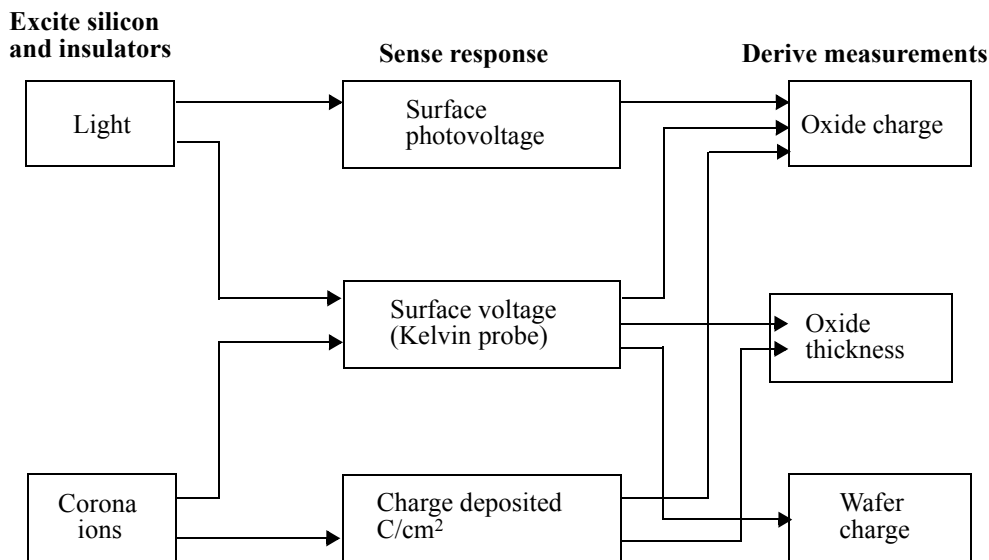 Excite silicon
and insulators
Sense response
Derive measurements
Light
Surface
photovoltage
Oxide charge
Surface voltage
(Kelvin probe)
Oxide
thickness
Corona
ions
Charge deposited
C/cm²
Wafer
charge